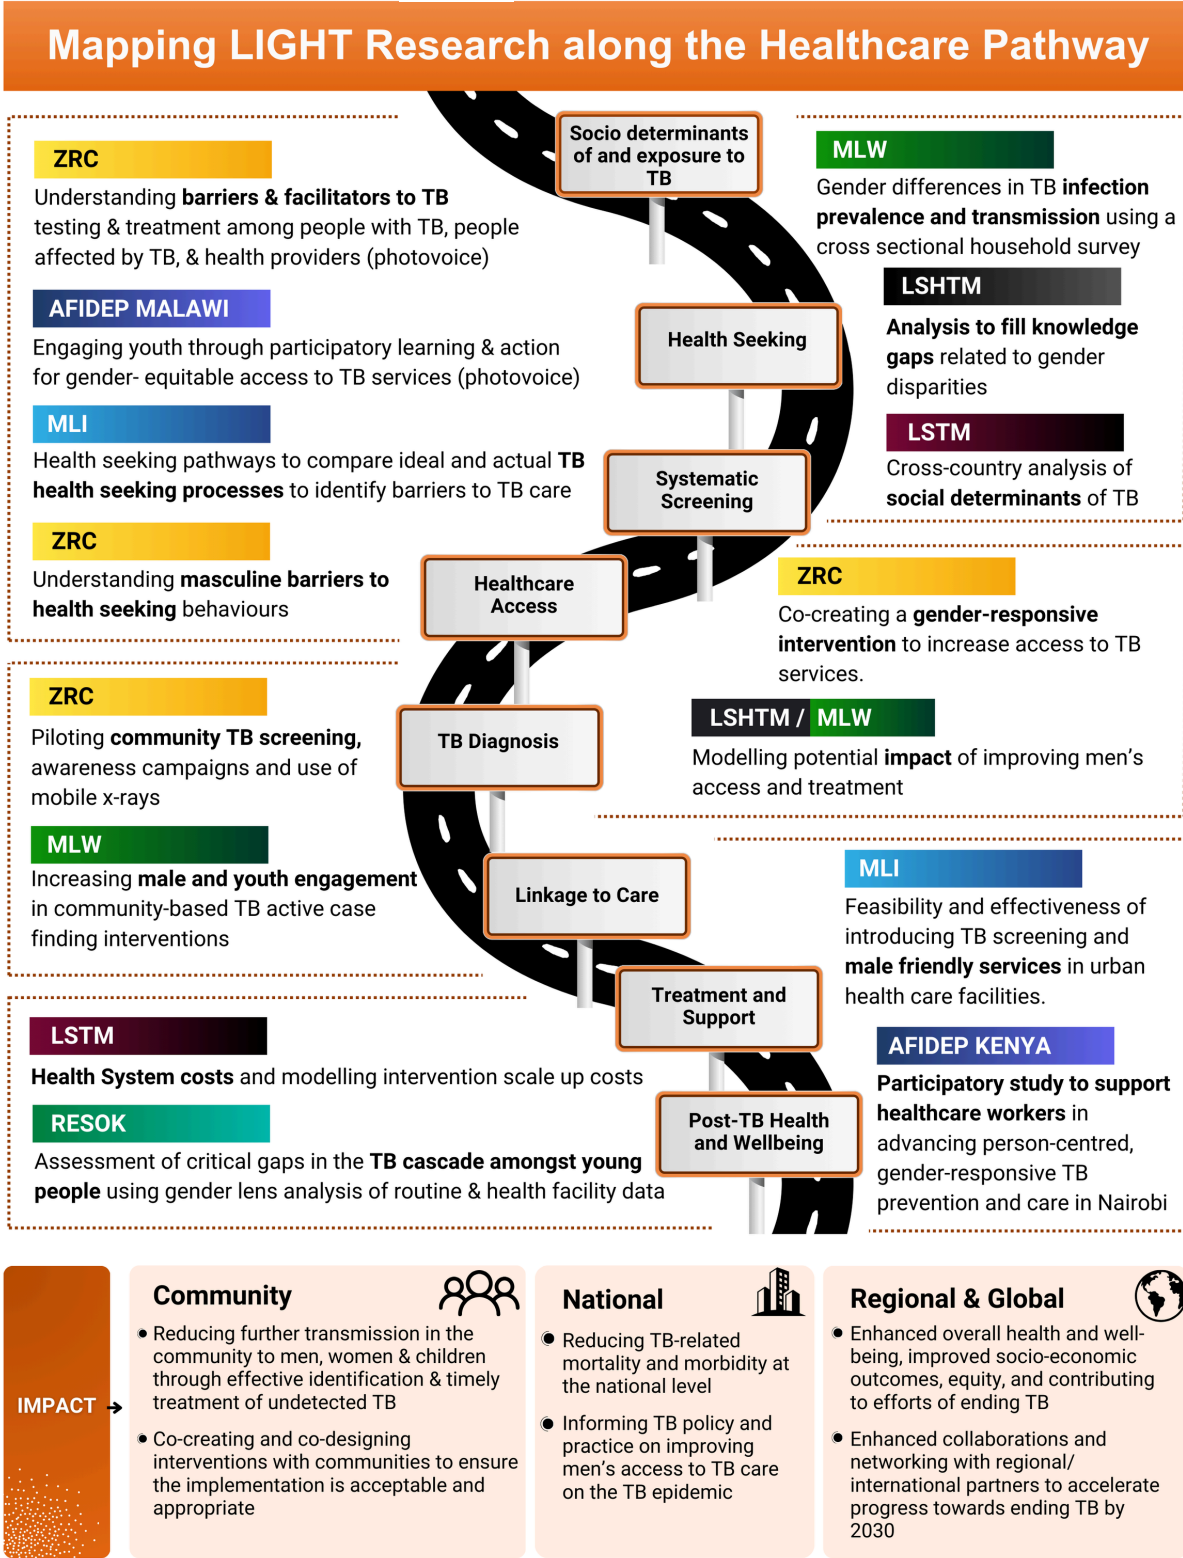 Mapping LIGHT Research along the Healthcare Pathway
Socio determinants
of and exposure to
TB
Health Seeking
Systematic
Screening
Healthcare
Access
TB Diagnosis
Linkage to Care
Treatment and
Support
Post-TB Health
and Wellbeing
ZRC
Understanding barriers & facilitators to TB
testing & treatment among people with TB, people
affected by TB, & health providers (photovoice)
AFIDEP MALAWI
Engaging youth through participatory learning & action
for gender- equitable access to TB services (photovoice)
MLI
Health seeking pathways to compare ideal and actual TB
health seeking processes to identify barriers to TB care
ZRC
Understanding masculine barriers to
health seeking behaviours
MLW
Gender differences in TB infection
prevalence and transmission using a
cross sectional household survey
LSHTM
Analysis to fill knowledge
gaps related to gender
disparities
LSTM
Cross-country analysis of
social determinants of TB
ZRC
Co-creating a gender-responsive
intervention to increase access to TB
services.
LSHTM / MLW
Modelling potential impact of improving men's
access and treatment
ZRC
Piloting community TB screening,
awareness campaigns and use of
mobile x-rays
MLW
Increasing male and youth engagement
in community-based TB active case
finding interventions
MLI
Feasibility and effectiveness of
introducing TB screening and
male friendly services in urban
health care facilities.
AFIDEP KENYA
Participatory study to support
healthcare workers in
advancing person-centred,
gender-responsive TB
prevention and care in Nairobi
LSTM
Health System costs and modelling intervention scale up costs
RESOK
Assessment of critical gaps in the TB cascade amongst young
people using gender lens analysis of routine & health facility data
IMPACT
Community
Reducing further transmission in the
community to men, women & children
through effective identification & timely
treatment of undetected TB
Co-creating and co-designing
interventions with communities to ensure
the implementation is acceptable and
appropriate
National
Reducing TB-related
mortality and morbidity at
the national level
Informing TB policy and
practice on improving
men's access to TB care
on the TB epidemic
Regional & Global
Enhanced overall health and well-
being, improved socio-economic
outcomes, equity, and contributing
to efforts of ending TB
Enhanced collaborations and
networking with regional/
international partners to accelerate
progress towards ending TB by
2030